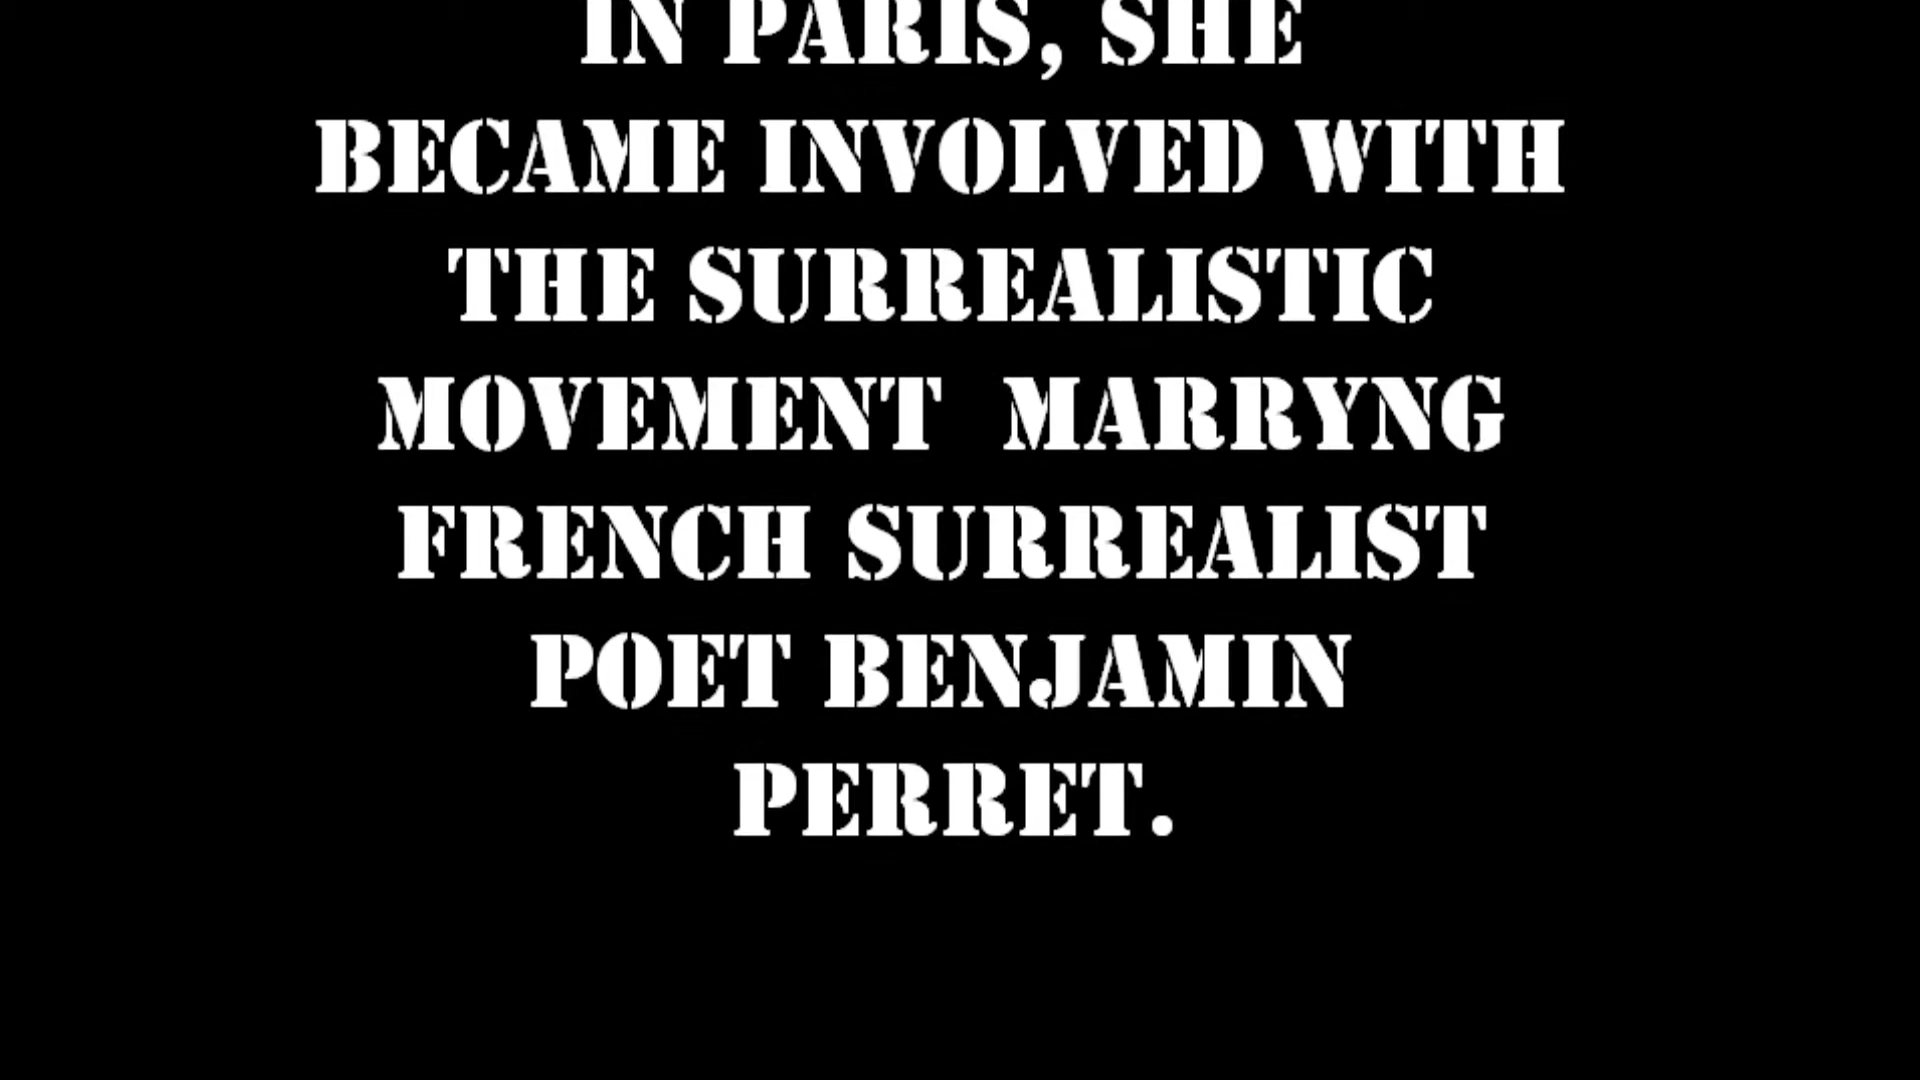 IN PARIS, SHE
BECAME INVOLVED WITH
THE SURREALISTIC
MOVEMENT  MARRYNG
FRENCH SURREALIST
POET BENJAMIN
PERRET.